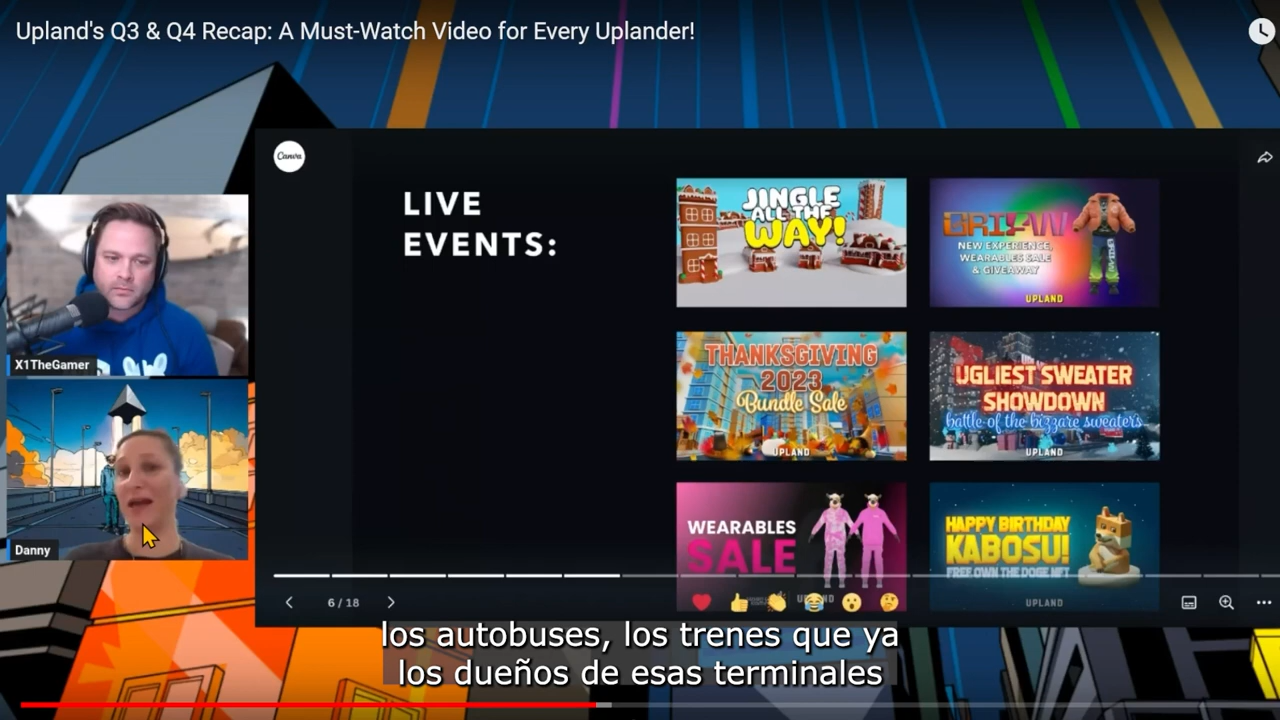 Upland's Q3 & Q4 Recap: A Must-Watch Video for Every Uplander!
Canva
LIVE
EVENTS:
JINGLE
ALL THE
WAY!
NEW EXPERIENCE,
WEARABLES SALE
& GIVEAWAY
UPLAND
X1TheGamer
THANKSGIVING
2023
Bundle Sale
UPLAND
UGLIEST SWEATER
SHOWDOWN
battle of the bizzare sweaters
UPLAND
Danny
WEARABLES
SALE
HAPPY BIRTHDAY
KABOSU!
FREE OWN THE DOGE NFT
UPLAND
6 / 18
los autobuses, los trenes que ya
los dueños de esas terminales